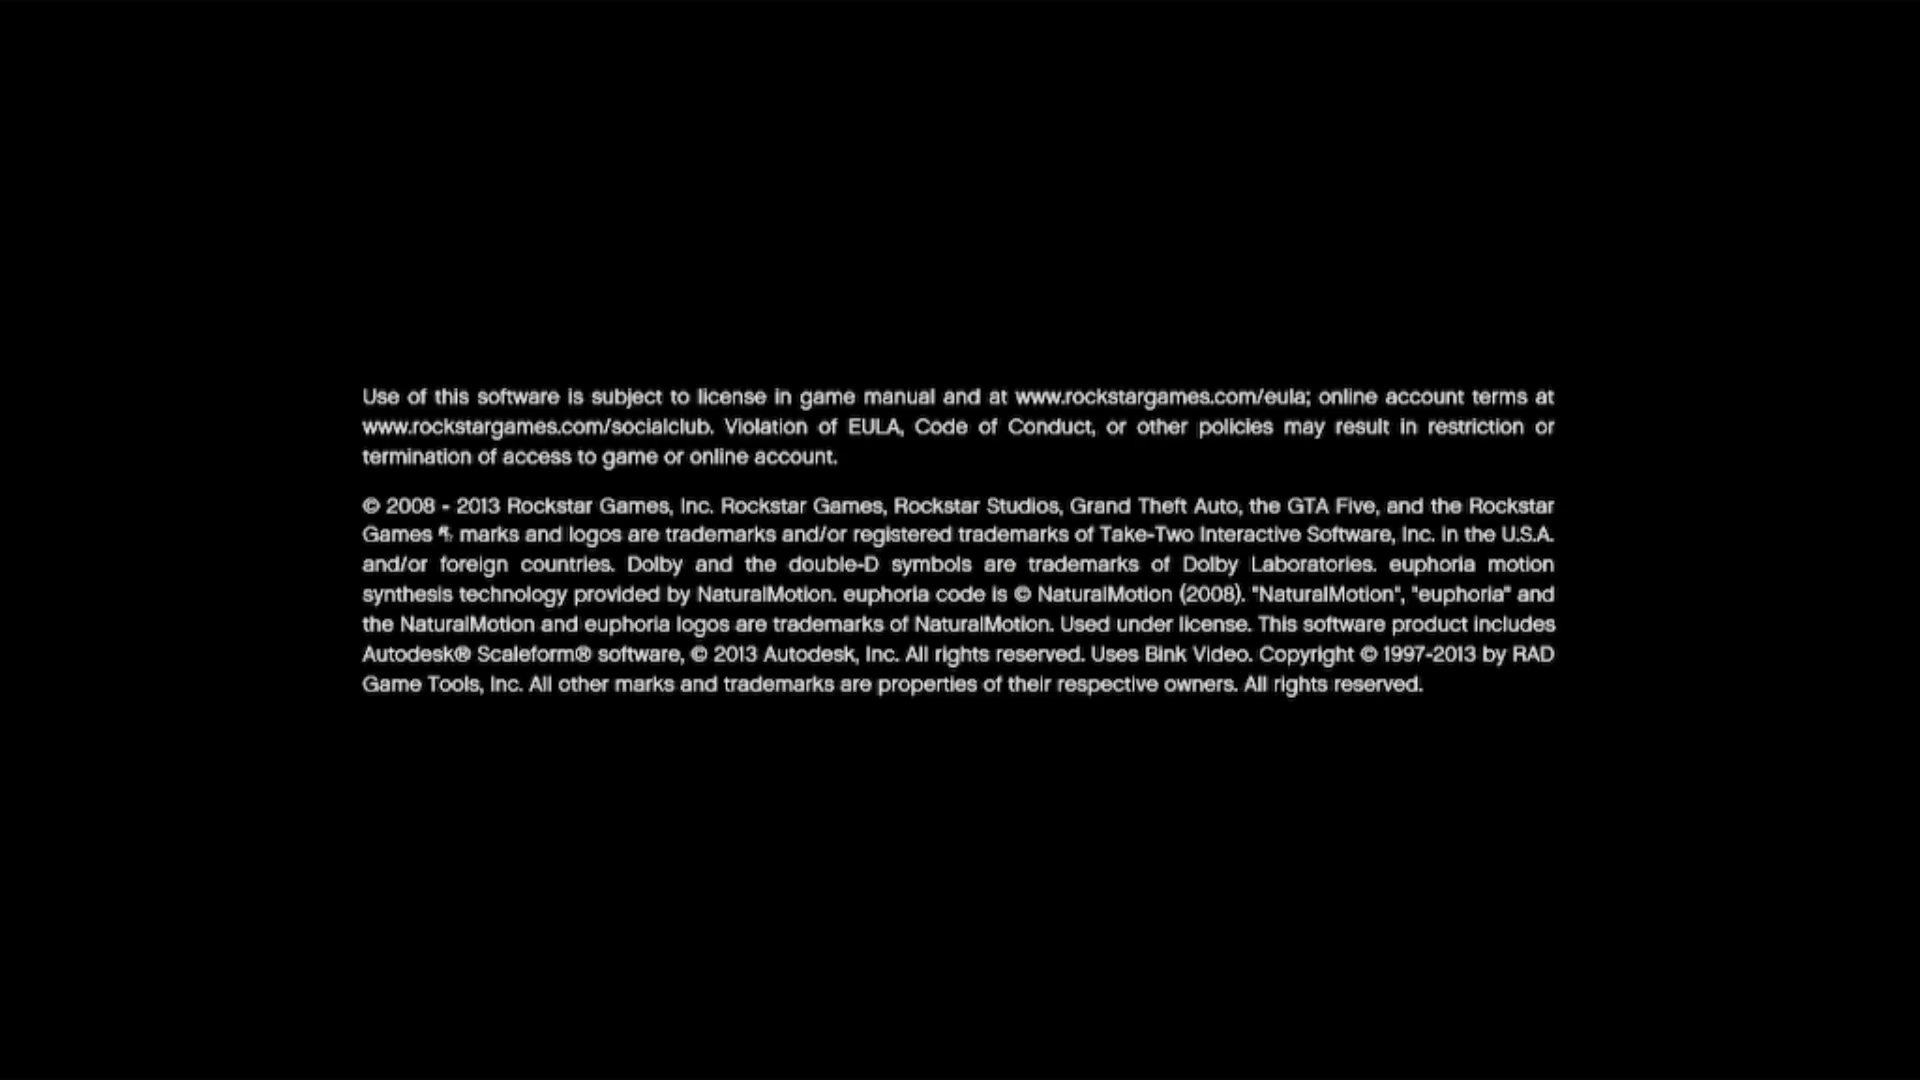 Use of this software is subject to license in game manual and at www.rockstargames.com/eula; online account terms at
www.rockstargames.com/socialclub. Violation of EULA, Code of Conduct, or other policies may result in restriction or
termination of access to game or online account.
© 2008 - 2013 Rockstar Games, Inc. Rockstar Games, Rockstar Studios, Grand Theft Auto, the GTA Five, and the Rockstar
Games marks and logos are trademarks and/or registered trademarks of Take-Two Interactive Software, Inc. in the U.S.A.
and/or foreign countries. Dolby and the double-D symbols are trademarks of Dolby Laboratories. euphoria motion
synthesis technology provided by NaturalMotion. euphoria code is © NaturalMotion (2008). "NaturalMotion", "euphoria" and
the NaturalMotion and euphoria logos are trademarks of NaturalMotion. Used under license. This software product includes
Autodesk® Scaleform® software, © 2013 Autodesk, Inc. All rights reserved. Uses Bink Video. Copyright © 1997-2013 by RAD
Game Tools, Inc. All other marks and trademarks are properties of their respective owners. All rights reserved.